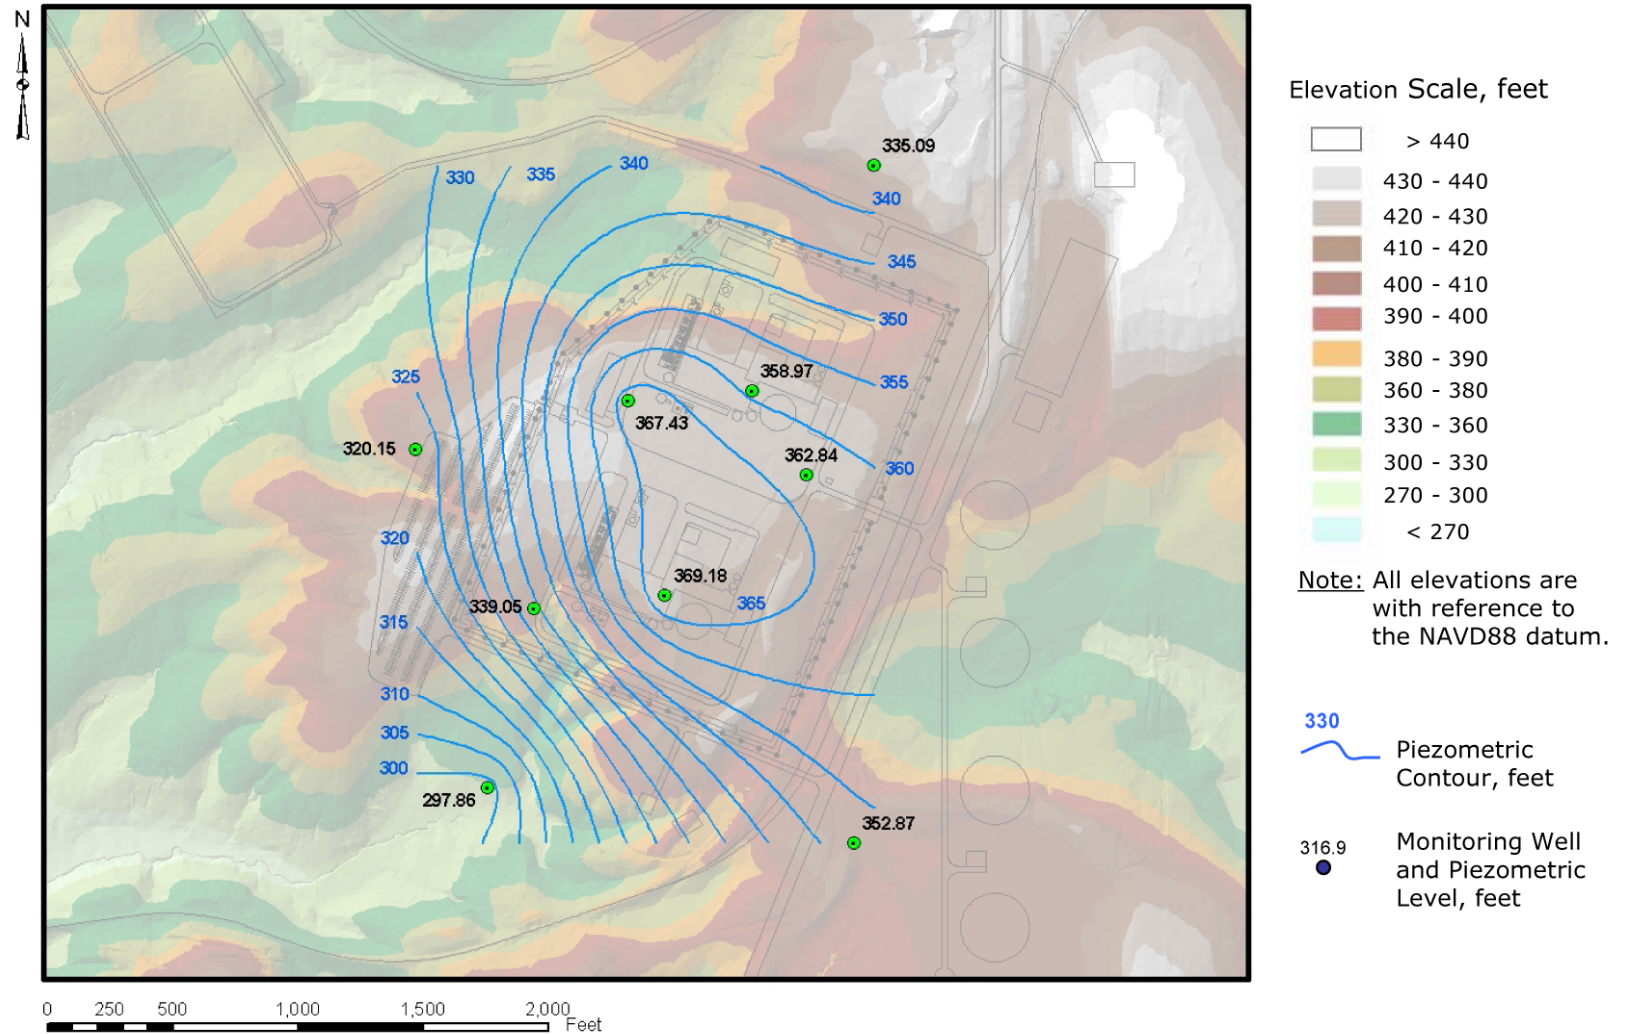 N
335.09
330
335
340
340
345
350
355
358.97
325
367.43
320.15
362.84
360
320
369.18
365
339.05
315
310
305
300
297.86
352.87
0 250 500 1,000 1,500 2,000
Feet
Elevation Scale, feet
> 440
430 - 440
420 - 430
410 - 420
400 - 410
390 - 400
380 - 390
360 - 380
330 - 360
300 - 330
270 - 300
< 270
Note: All elevations are
with reference to
the NAVD88 datum.
330
Piezometric
Contour, feet
316.9
Monitoring Well
and Piezometric
Level, feet